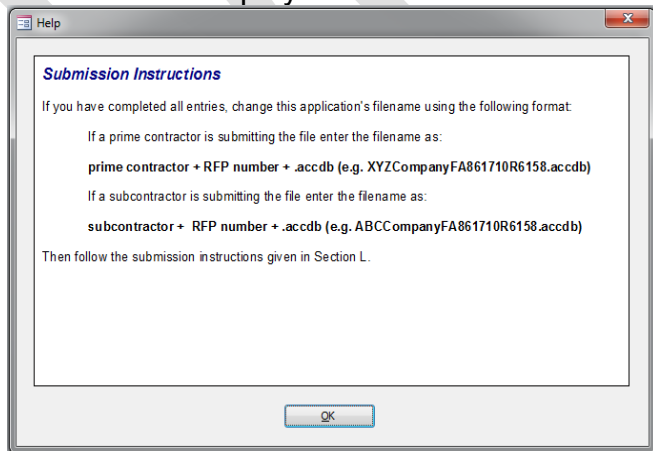 Help
Submission Instructions
If you have completed all entries, change this application's filename using the following format:
If a prime contractor is submitting the file enter the filename as:
prime contractor + RFP number + .accdb (e.g. XYZCompanyFA861710R6158.accdb)
If a subcontractor is submitting the file enter the filename as:
subcontractor + RFP number + .accdb (e.g. ABCCompanyFA861710R6158.accdb)
Then follow the submission instructions given in Section L.
OK